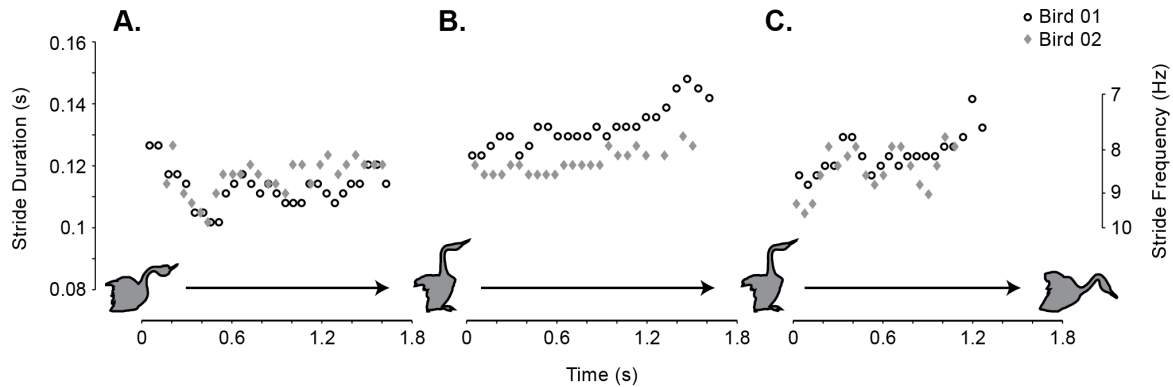 A.
B.
C.
Bird 01
Bird 02
Stride Duration (s)
0.16
0.14
0.12
0.1
0.08
Stride Frequency (Hz)
7
8
9
10
0 0.6 1.2 1.8
0 0.6 1.2 1.8
0 0.6 1.2 1.8
Time (s)